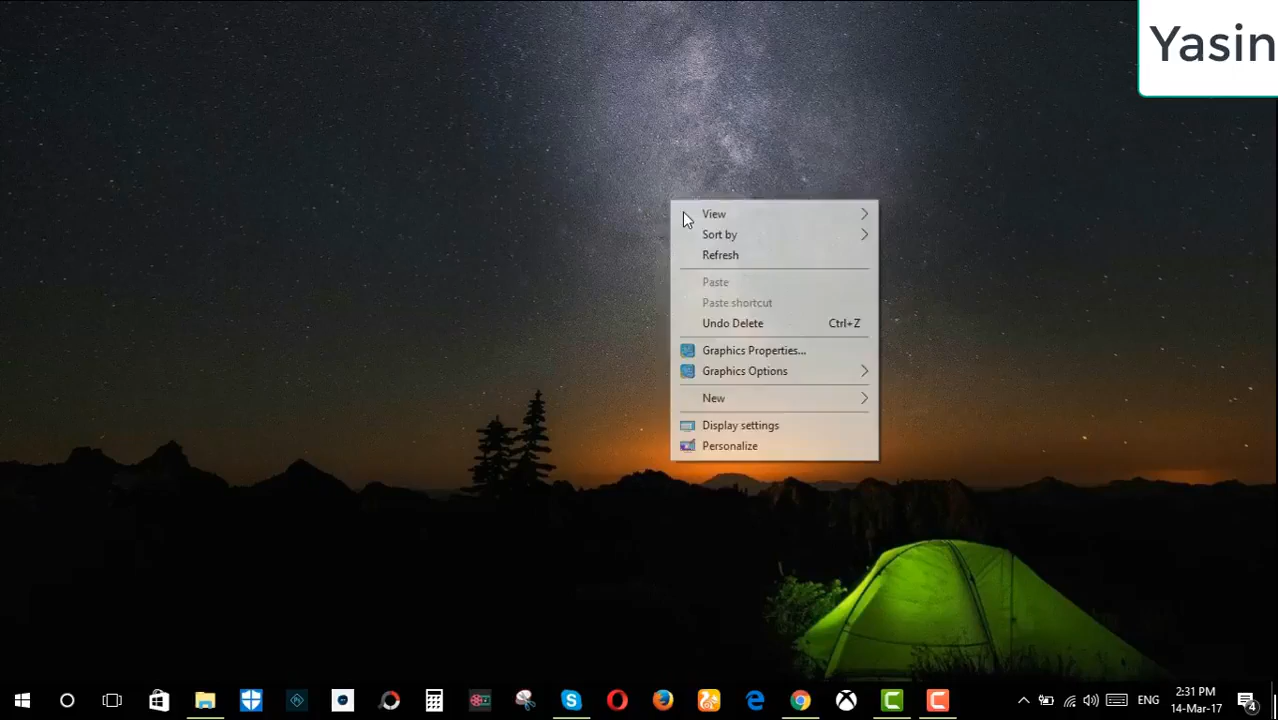 Yasin
View
Sort by
Refresh
Paste
Paste shortcut
Undo Delete Ctrl+Z
Graphics Properties...
Graphics Options
New
Display settings
Personalize
ENG
2:31 PM
14-Mar-17
4